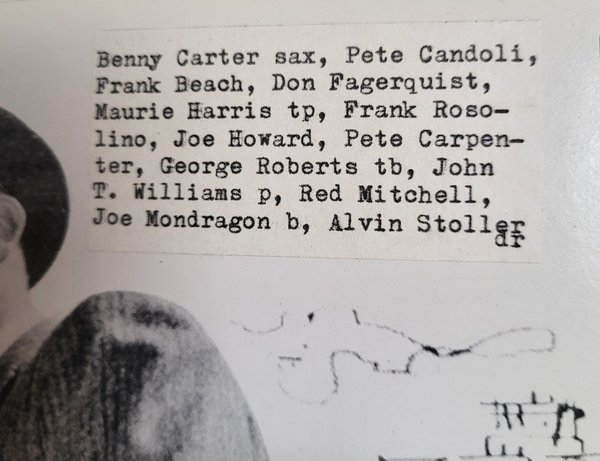 Benny Carter sax, Pete Candoli,
Frank Beach, Don Fagerquist,
Maurie Harris tp, Frank Roso-
lino, Joe Howard, Pete Carpen-
ter, George Roberts tb, John
T. Williams p, Red Mitchell,
Joe Mondragon b, Alvin Stoller
dr